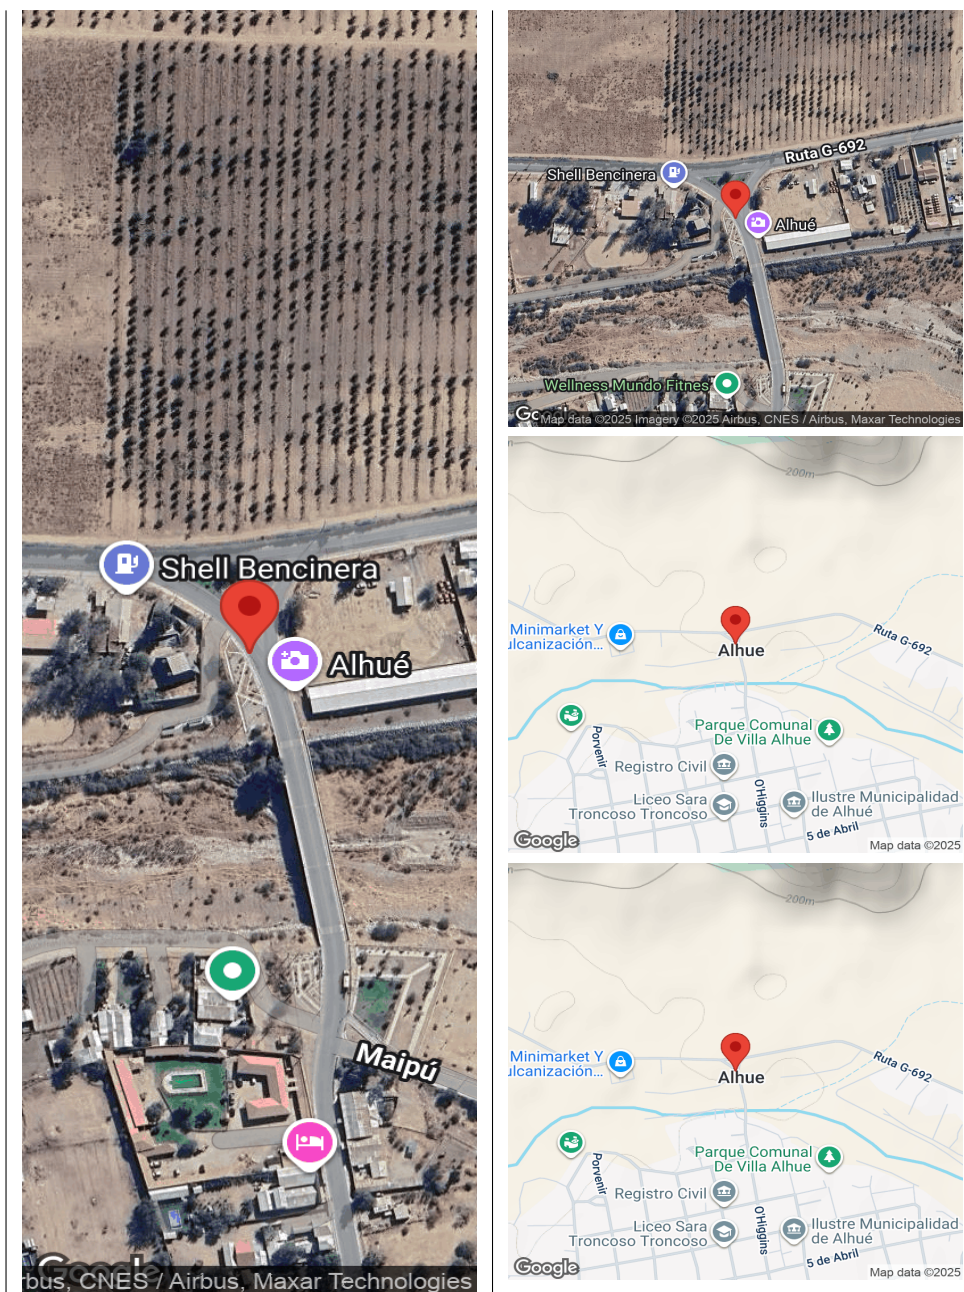 Shell Bencinera
Alhué
Maipú
Google
bus, CNES / Airbus, Maxar Technologies
Ruta G-692
Shell Bencinera
Alhué
Wellness Mundo Fitnes
Map data ©2025 Imagery ©2025 Airbus, CNES / Airbus, Maxar Technologies
200m
Minimarket Y
ulcanización...
Alhue
Ruta G-692
Porvenir
Parque Comunal
De Villa Alhue
Registro Civil
Liceo Sara
Troncoso Troncoso
O'Higgins
Ilustre Municipalidad
de Alhué
5 de Abril
Google
Map data ©2025
200m
Minimarket Y
ulcanización...
Alhue
Ruta G-692
Porvenir
Parque Comunal
De Villa Alhue
Registro Civil
Liceo Sara
Troncoso Troncoso
O'Higgins
Ilustre Municipalidad
de Alhué
5 de Abril
Google
Map data ©2025